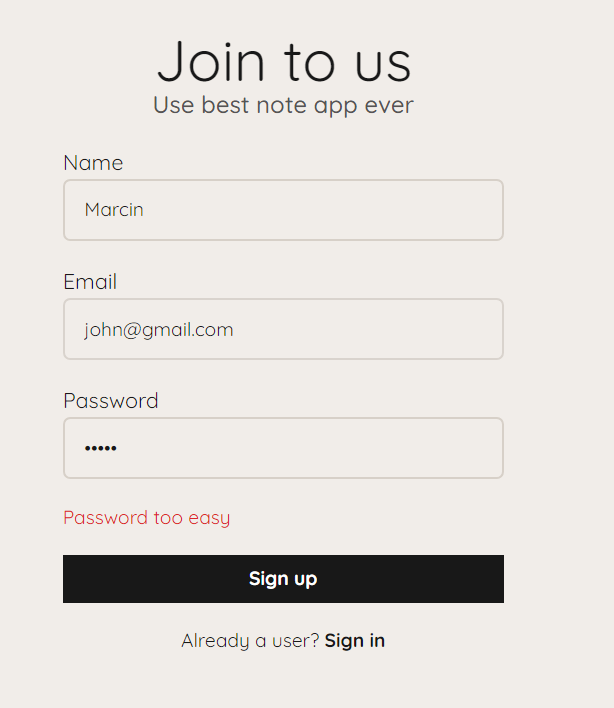 Join to us
Use best note app ever
Name
Marcin
Email
john@gmail.com
Password
•••••
Password too easy
Sign up
Already a user? Sign in